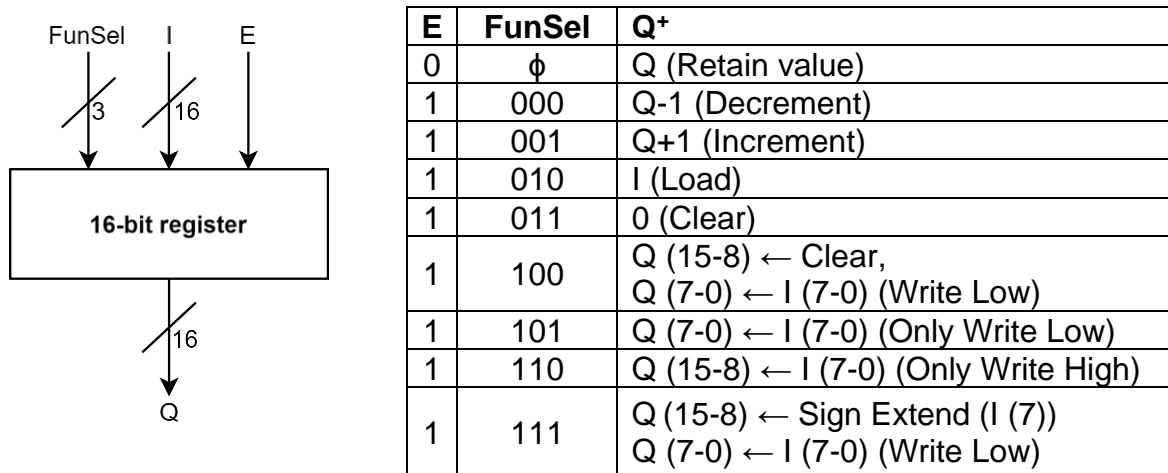 FunSel I E
3 16
16-bit register
16
Q
E FunSel Q⁺
0 ɸ Q (Retain value)
1 000 Q-1 (Decrement)
1 001 Q+1 (Increment)
1 010 I (Load)
1 011 0 (Clear)
1 100 Q (15-8) ← Clear,
Q (7-0) ← I (7-0) (Write Low)
1 101 Q (7-0) ← I (7-0) (Only Write Low)
1 110 Q (15-8) ← I (7-0) (Only Write High)
1 111 Q (15-8) ← Sign Extend (I (7))
Q (7-0) ← I (7-0) (Write Low)